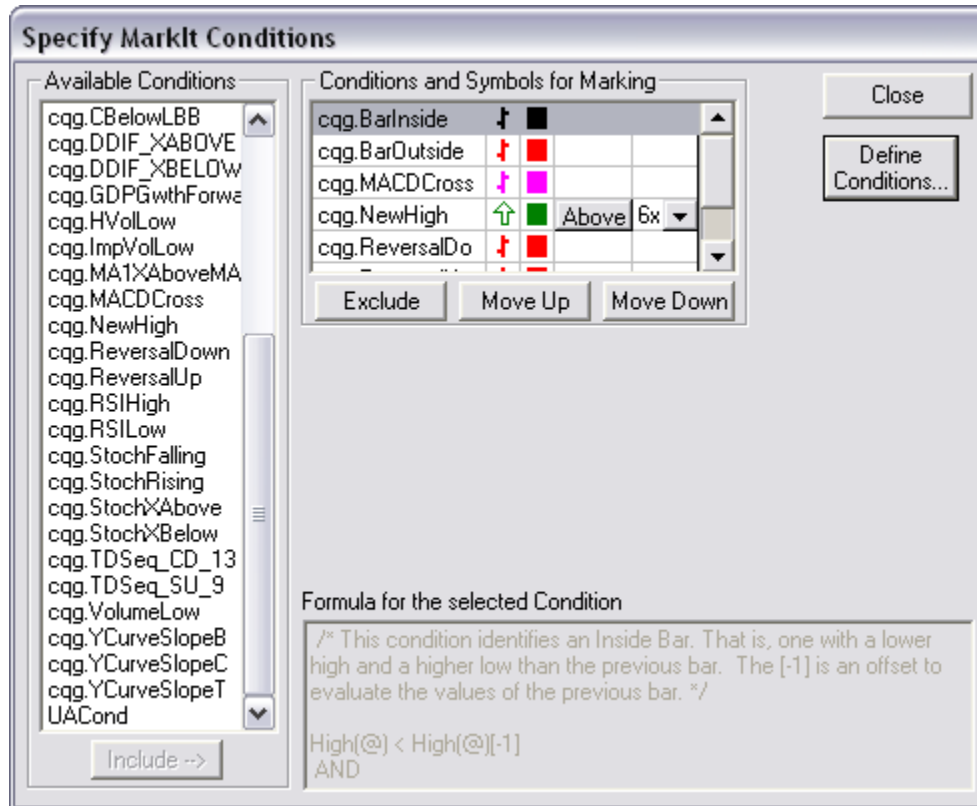 Specify MarkIt Conditions
Available Conditions
cqg.CBelowLBB
cqg.DDIF_XABOVE
cqg.DDIF_XBELOW
cqg.GDPGwthForwa
cqg.HVolLow
cqg.ImpVolLow
cqg.MA1XAboveMA
cqg.MACDCross
cqg.NewHigh
cqg.ReversalDown
cqg.ReversalUp
cqg.RSIHigh
cqg.RSILow
cqg.StochFalling
cqg.StochRising
cqg.StochXAbove
cqg.StochXBelow
cqg.TDSeq_CD_13
cqg.TDSeq_SU_9
cqg.VolumeLow
cqg.YCurveSlopeB
cqg.YCurveSlopeC
cqg.YCurveSlopeT
UACond
Include -->
Conditions and Symbols for Marking
cqg.BarInside
cqg.BarOutside
cqg.MACDCross
cqg.NewHigh Above 6x
cqg.ReversalDo
Exclude Move Up Move Down
Close
Define
Conditions...
Formula for the selected Condition
/* This condition identifies an Inside Bar. That is, one with a lower
high and a higher low than the previous bar.  The [-1] is an offset to
evaluate the values of the previous bar. */
High(@) < High(@)[-1]
AND